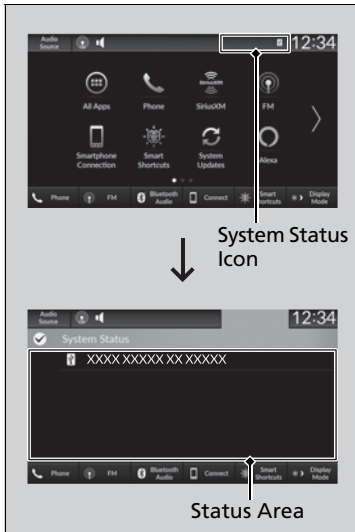 Audio Source 12:34
All Apps Phone SiriusXM FM
Smartphone Connection Smart Shortcuts System Updates Alexa
Phone FM Bluetooth Audio Connect Smart Shortcuts Display Mode
System Status
Icon
Audio Source 12:34
System Status
XXXX XXXXX XX XXXXX
Phone FM Bluetooth Audio Connect Smart Shortcuts Display Mode
Status Area